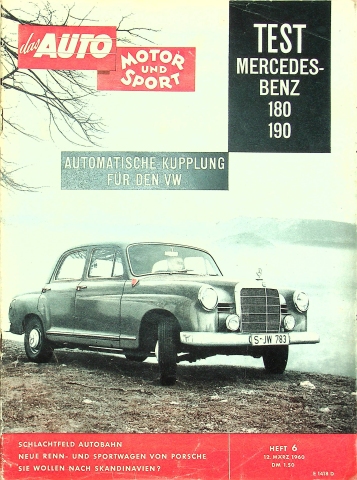 das AUTO
MOTOR
UND
SPORT
TEST
MERCEDES-
BENZ
180
190
AUTOMATISCHE KUPPLUNG
FÜR DEN VW
S-JW 783
SCHLACHTFELD AUTOBAHN
NEUE RENN- UND SPORTWAGEN VON PORSCHE
SIE WOLLEN NACH SKANDINAVIEN?
HEFT 6
12. MÄRZ 1960
DM 1.50
E 1418 D